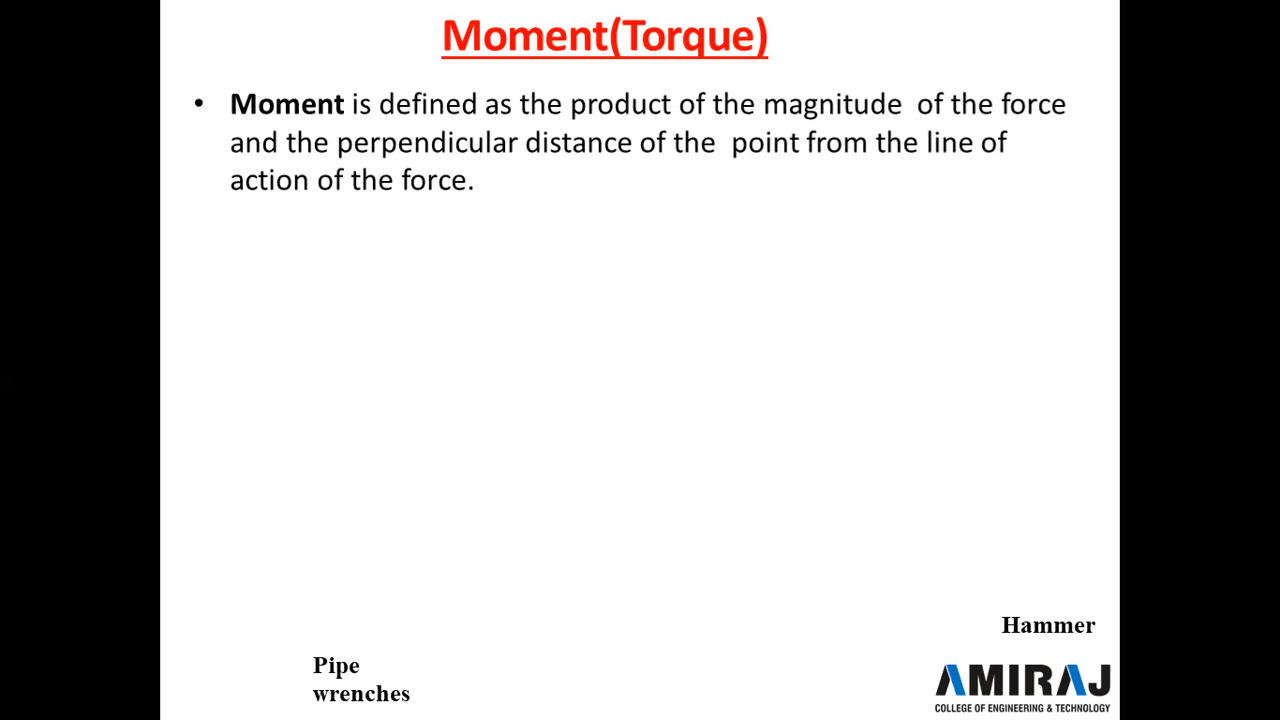 Moment(Torque)
• Moment is defined as the product of the magnitude of the force
and the perpendicular distance of the point from the line of
action of the force.
Hammer
Pipe
wrenches
AMIRAJ
COLLEGE OF ENGINEERING & TECHNOLOGY